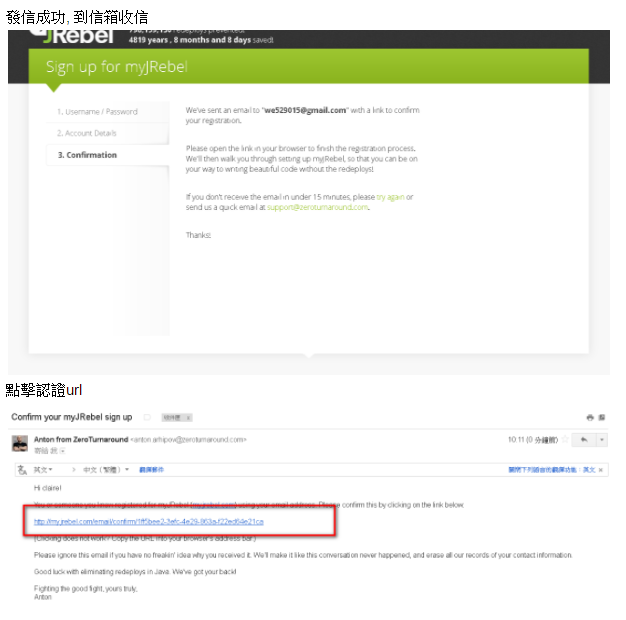 發信成功, 到信箱收信
JRebel
redeploys prevented!
4819 years , 8 months and 8 days saved!
Sign up for myJRebel
1. Username / Password
2. Account Details
3. Confirmation
We've sent an email to "we529015@gmail.com" with a link to confirm
your registration.
Please open the link in your browser to finish the registration process.
We'll then walk you through setting up myJRebel, so that you can be on
your way to writing beautiful code without the redeploys!
If you don't receive the email in under 15 minutes, please try again or
send us a quick email at support@zeroturnaround.com.
Thanks!
點擊認證url
Confirm your myJRebel sign up
收件匣 x
Anton from ZeroTurnaround <anton.arhipov@zeroturnaround.com>
10:11 (0 分鐘前)
寄給 我
英文 > 中文 (繁體) 翻譯郵件
關閉下列語言的翻譯功能：英文 x
Hi claire!
You or someone you know registered for myJRebel (my.jrebel.com) using your email address. Please confirm this by clicking on the link below:
(Clicking does not work? Copy the URL into your browser's address bar.)
Please ignore this email if you have no freakin' idea why you received it. We'll make it like this conversation never happened, and erase all our records of your contact information.
Good luck with eliminating redeploys in Java. We've got your back!
Fighting the good fight, yours truly,
Anton